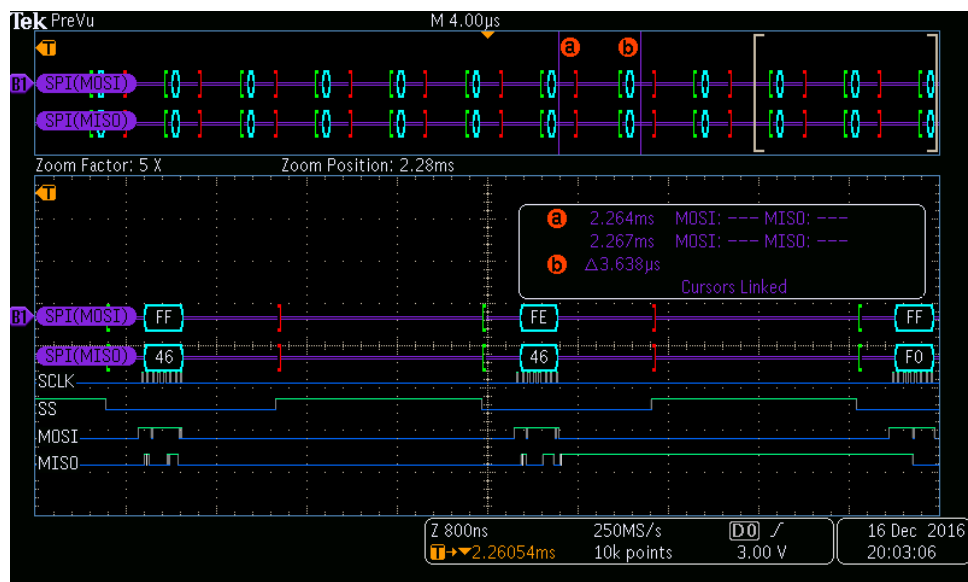 Tek PreVu M 4.00µs
T
a b
B1 SPI(MOSI)
SPI(MISO)
Zoom Factor: 5 X Zoom Position: 2.28ms
T
a 2.264ms MOSI: --- MISO: ---
2.267ms MOSI: --- MISO: ---
b △3.638µs
Cursors Linked
B1 SPI(MOSI) FF FE FF
SPI(MISO) 46 46 F0
SCLK
SS
MOSI
MISO
Z 800ns 250MS/s D0 16 Dec 2016
T→▼2.26054ms 10k points 3.00 V 20:03:06